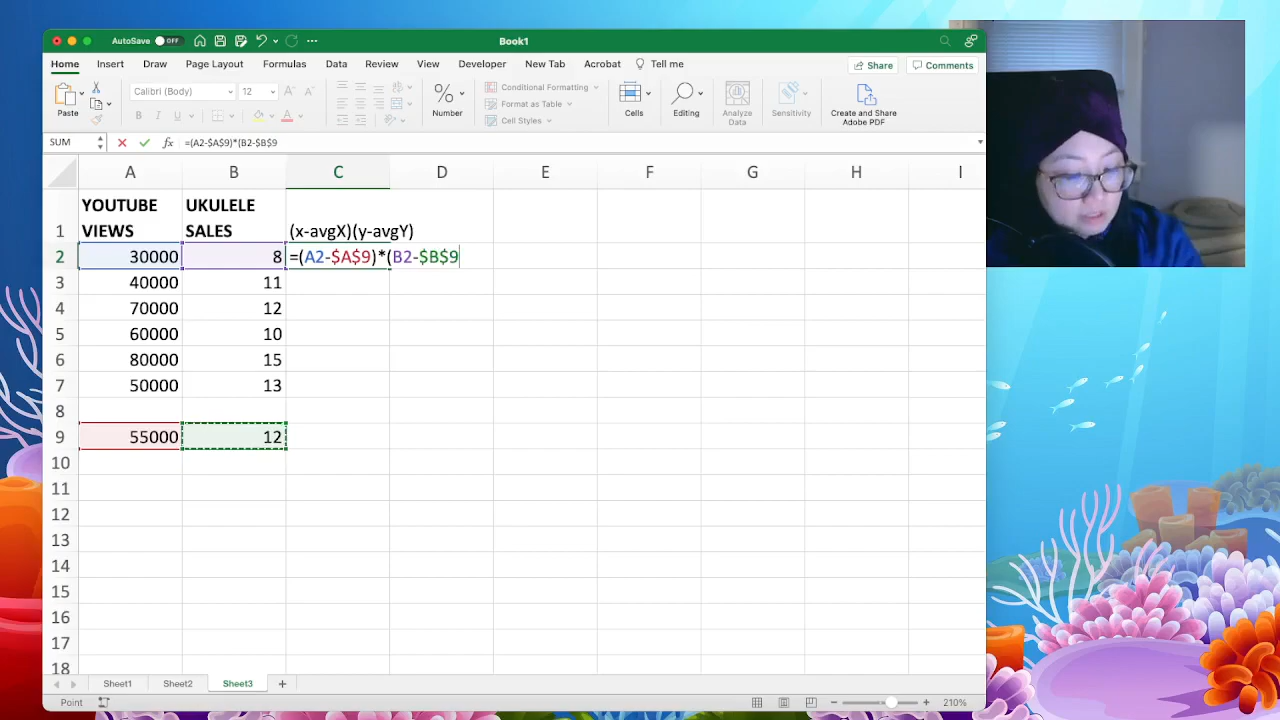 AutoSave OFF
Book1
Home Insert Draw Page Layout Formulas Data Review View Developer New Tab Acrobat Tell me
Share Comments
Paste
Calibri (Body) 12
B I U
Number
Conditional Formatting
Format as Table
Cell Styles
Cells
Editing
Analyze Data
Sensitivity
Create and Share Adobe PDF
SUM fx =(A2-$A$9)*(B2-$B$9
A B C D E F G H I
1 YOUTUBE VIEWS UKULELE SALES (x-avgX)(y-avgY)
2 30000 8 =(A2-$A$9)*(B2-$B$9
3 40000 11
4 70000 12
5 60000 10
6 80000 15
7 50000 13
8
9 55000 12
10
11
12
13
14
15
16
17
18
Sheet1 Sheet2 Sheet3
Point 210%